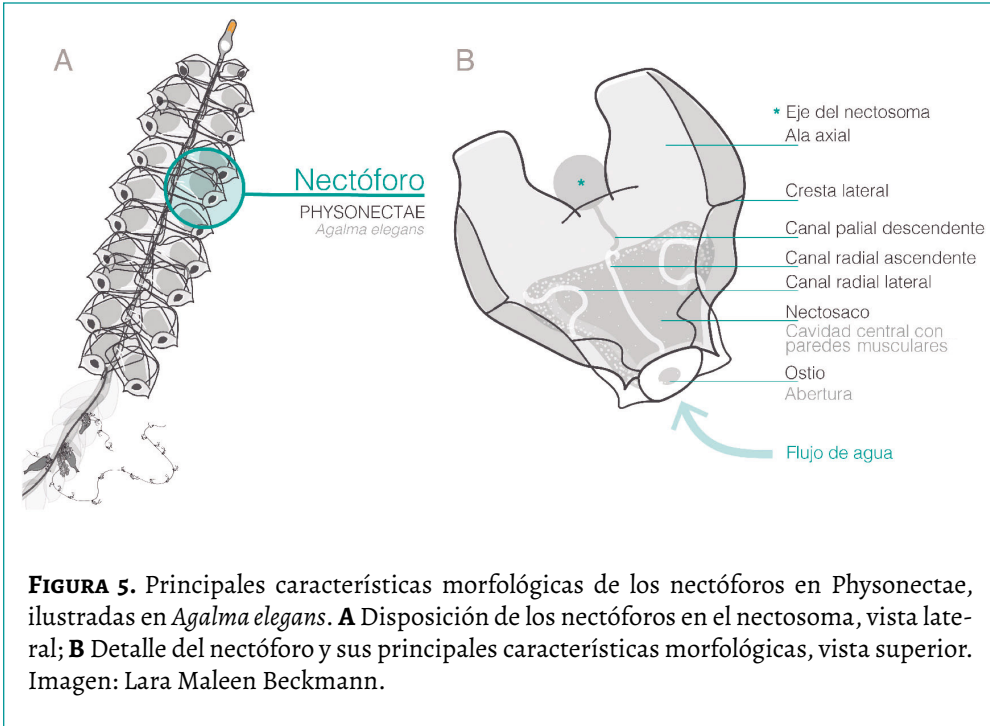 A
Nectóforo
PHYSONECTAE
Agalma elegans
B
*
* Eje del nectosoma
Ala axial
Cresta lateral
Canal palial descendente
Canal radial ascendente
Canal radial lateral
Nectosaco
Cavidad central con
paredes musculares
Ostio
Abertura
Flujo de agua
FIGURA 5. Principales características morfológicas de los nectóforos en Physonectae,
ilustradas en Agalma elegans. A Disposición de los nectóforos en el nectosoma, vista late-
ral; B Detalle del nectóforo y sus principales características morfológicas, vista superior.
Imagen: Lara Maleen Beckmann.